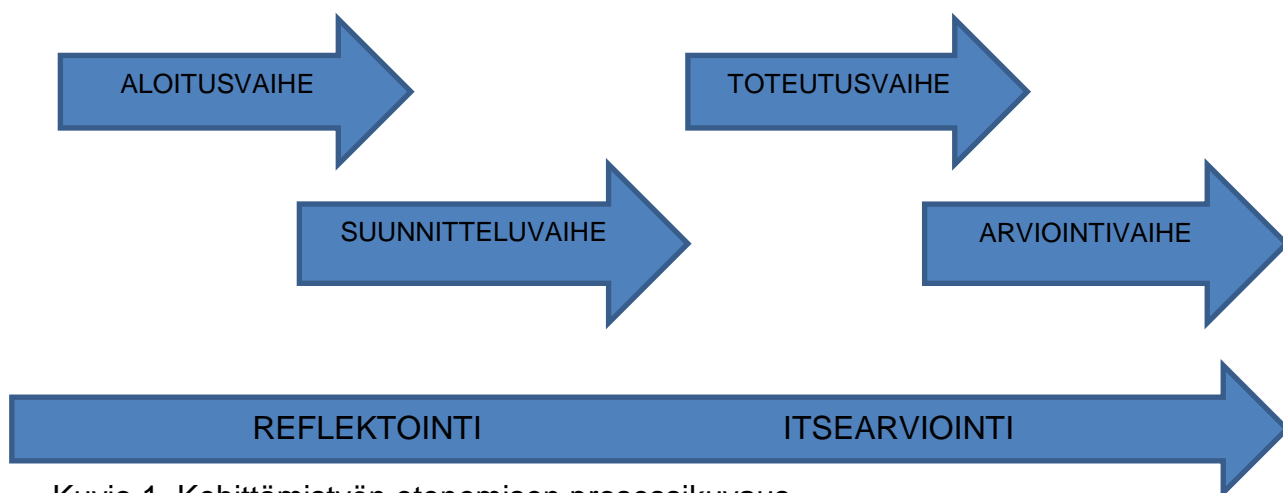 ALOITUSVAIHE
SUUNNITTELUVAIHE
TOTEUTUSVAIHE
ARVIOINTIVAIHE
REFLEKTOINTI ITSEARVIOINTI
Kuvio 1. Kehittämistyön etenemisen prosessikuvaus